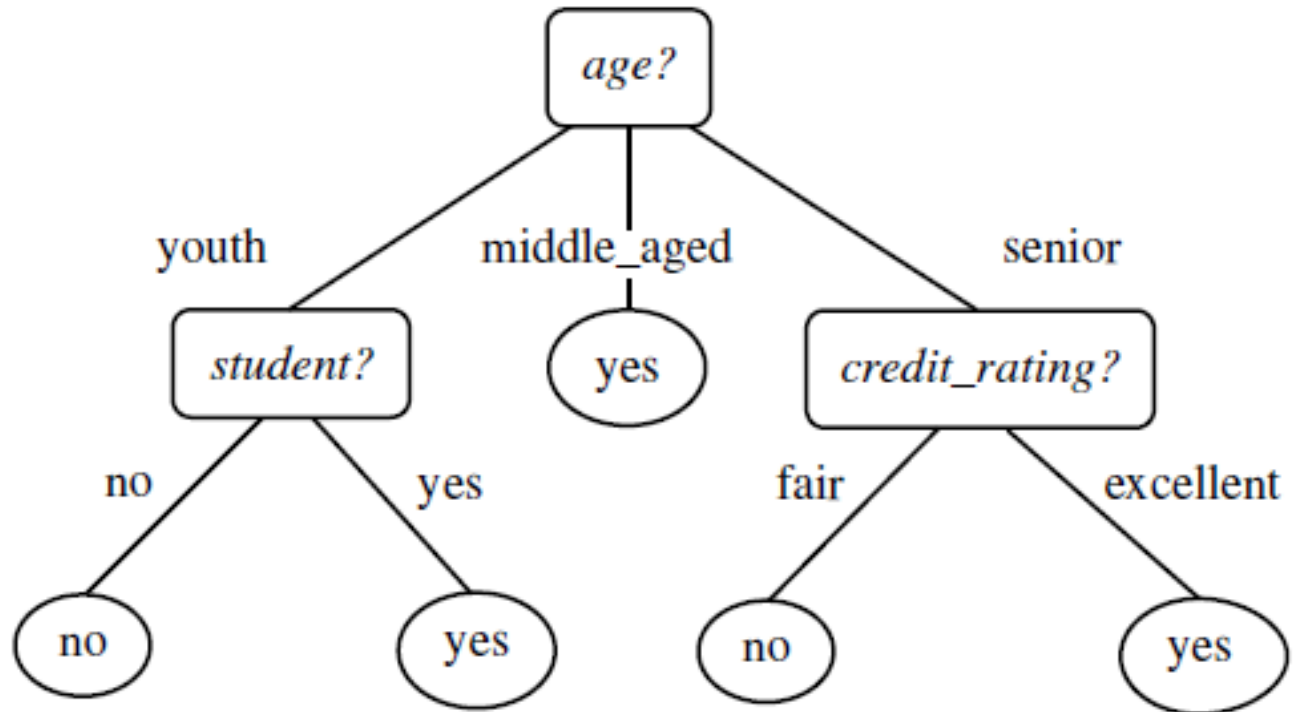 age?
youth
middle_aged
senior
student?
yes
credit_rating?
no
yes
fair
excellent
no
yes
no
yes